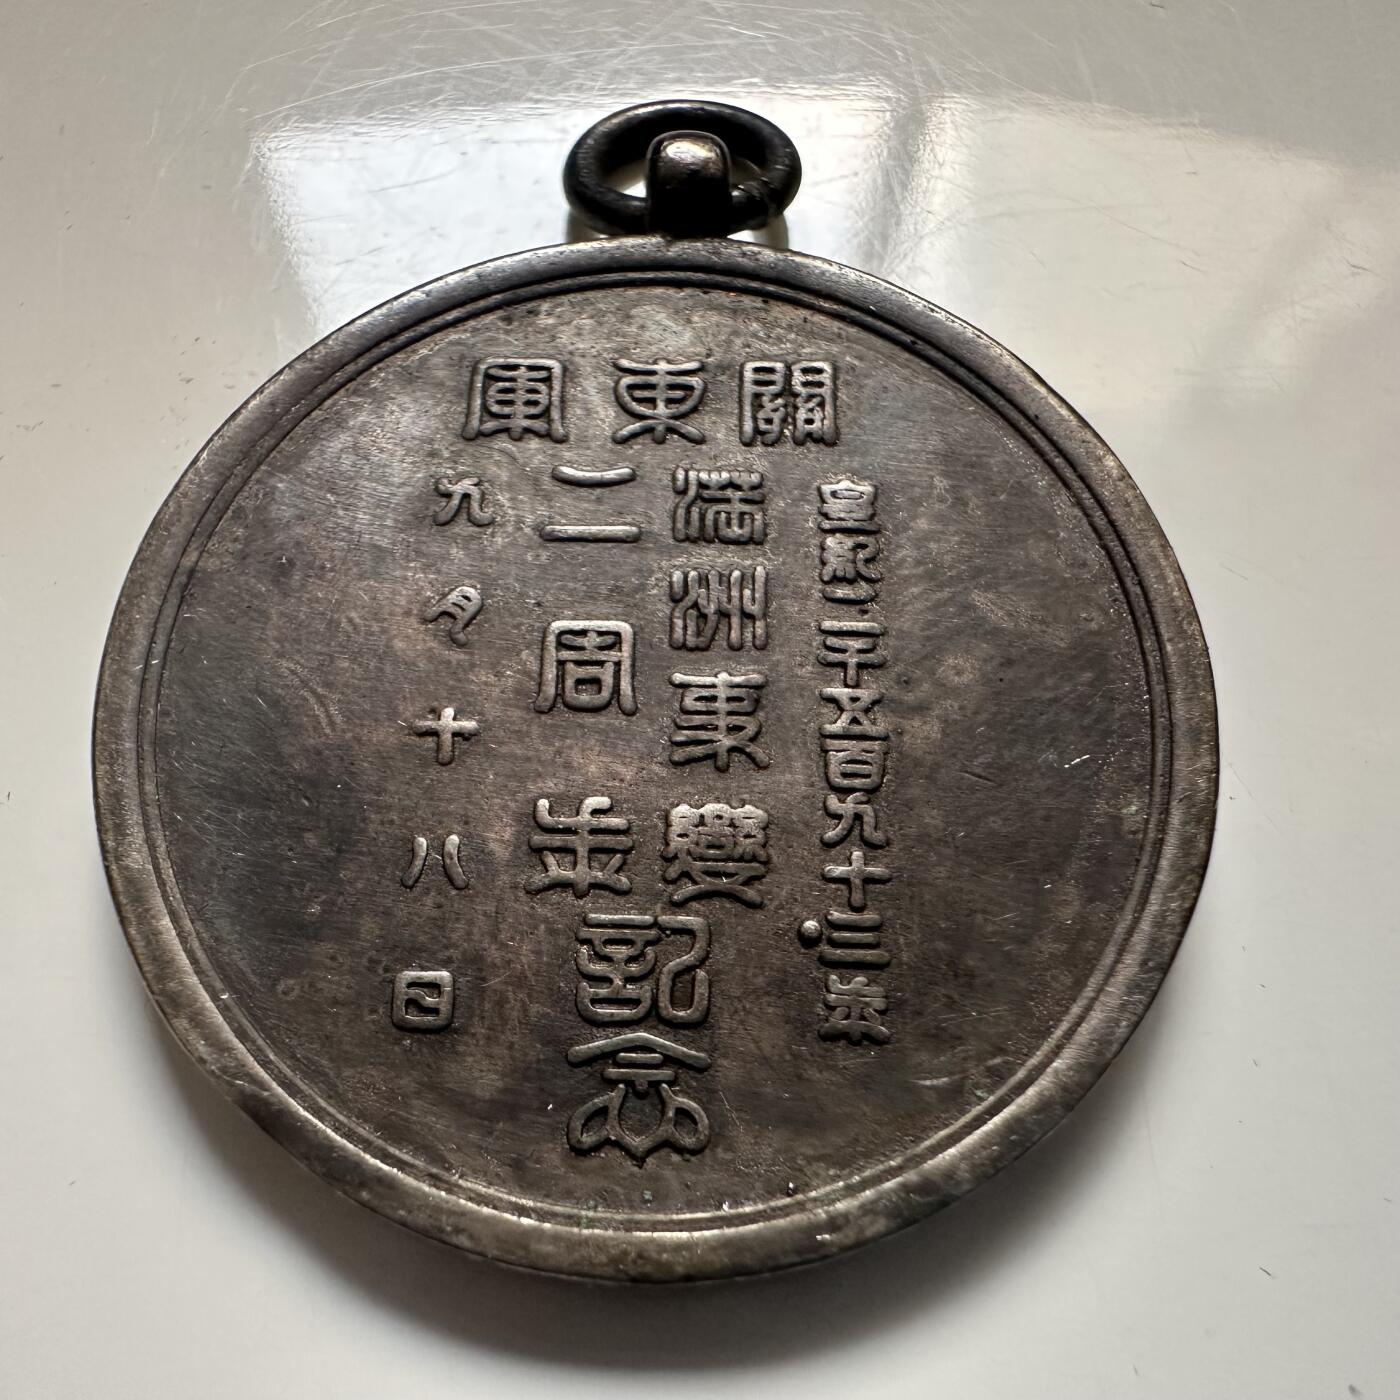 關東軍
皇紀二千五百九十三年
満洲事變
二周年
記念
九月十八日